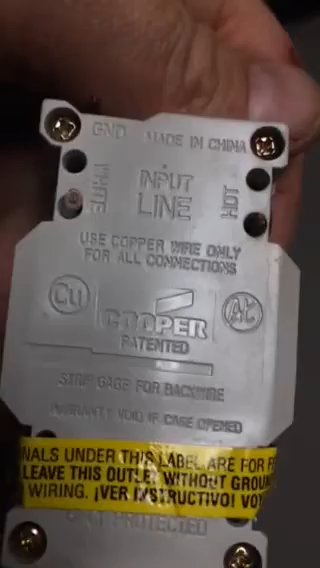 GND MADE IN CHINA
WHITE INPUT HOT
LINE
USE COPPER WIRE ONLY
FOR ALL CONNECTIONS
Cu COOPER
PATENTED
STRIP GAGE FOR BACKWIRE
WARRANTY VOID IF CASE OPENED
NALS UNDER THIS LABEL ARE FOR
LEAVE THIS OUTLET WITHOUT GROUN
WIRING. ¡VER INSTRUCTIVO!
PROTECTED